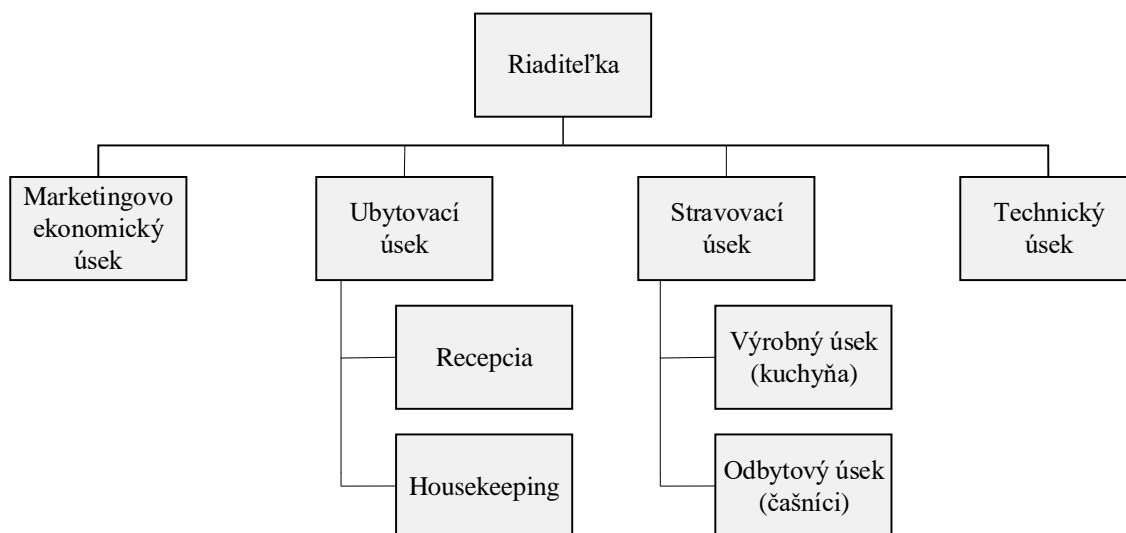 Riaditeľka
Marketingovo
ekonomický
úsek
Ubytovací
úsek
Stravovací
úsek
Technický
úsek
Recepcia
Výrobný úsek
(kuchyňa)
Housekeeping
Odbytový úsek
(čašníci)